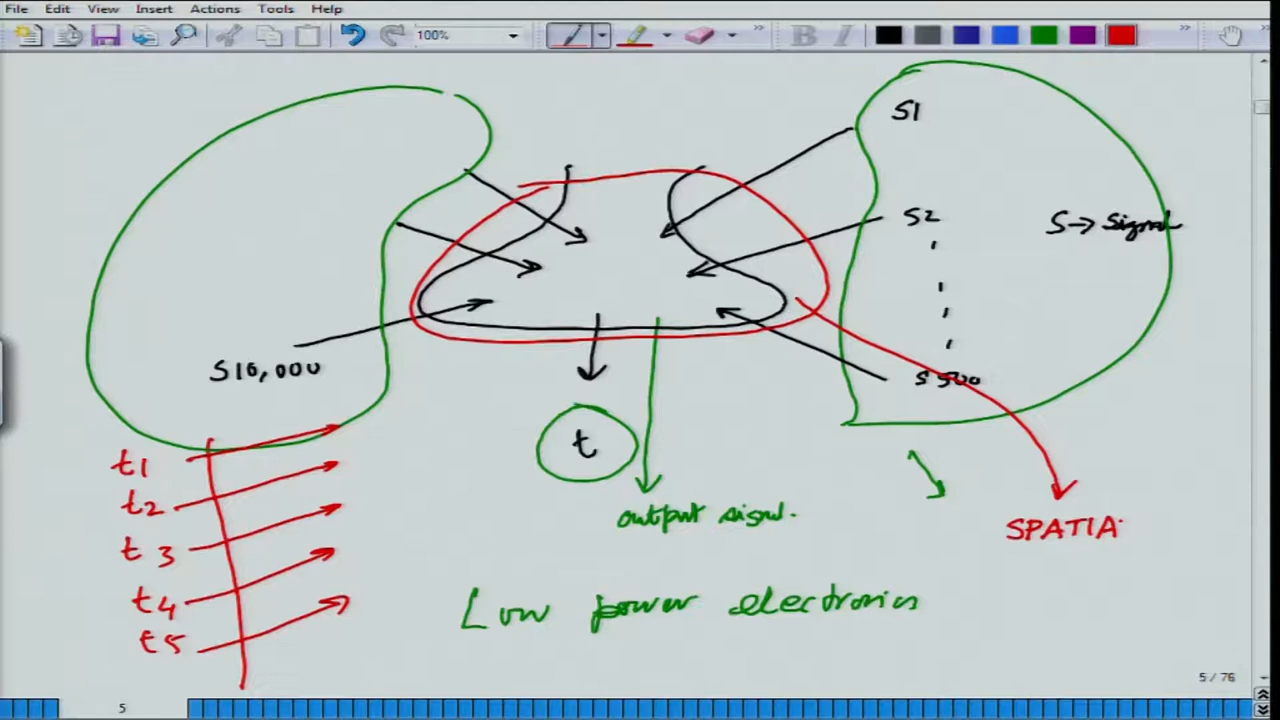 File Edit View Insert Actions Tools Help
100%
S1
S2
S → Signal
S500
S10,000
t1
t2
t3
t4
t5
t
output signal.
SPATIA
Low power electronics
5 / 76
5